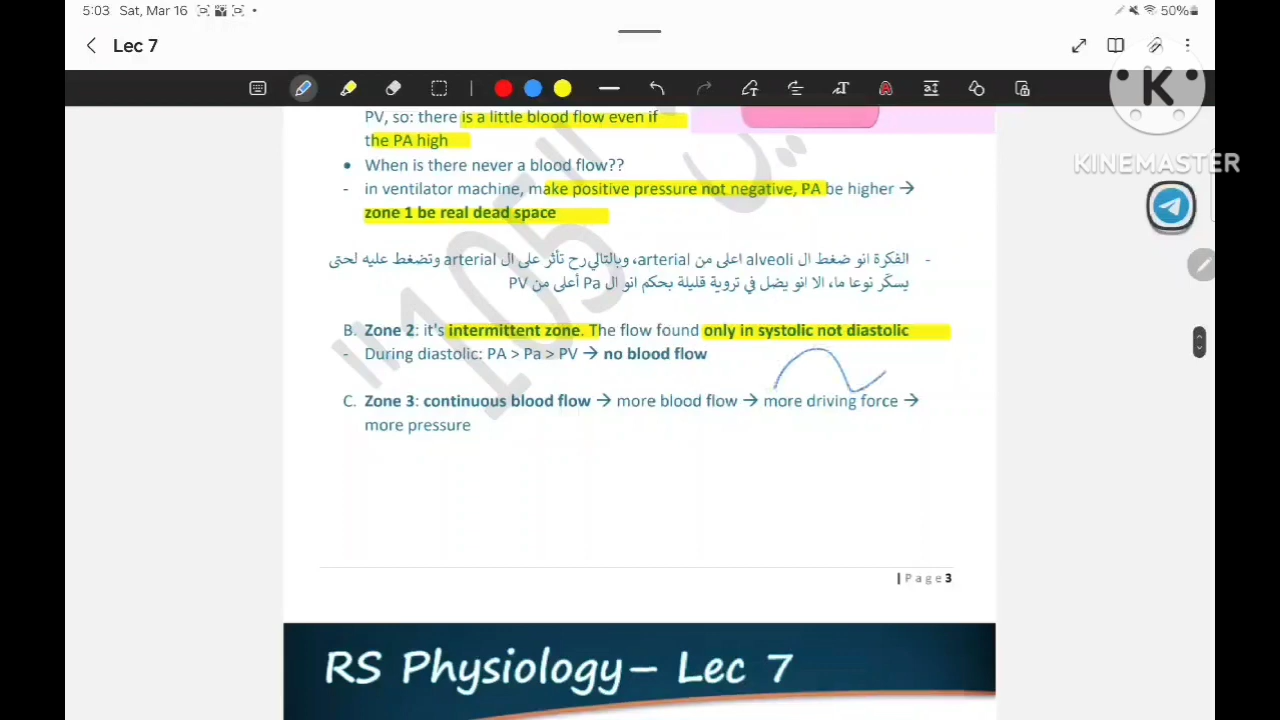 5:03 Sat, Mar 16
50%
Lec 7
K
KINEMASTER
PV, so: there is a little blood flow even if
the PA high
• When is there never a blood flow??
- in ventilator machine, make positive pressure not negative, PA be higher →
zone 1 be real dead space
- الفكرة انو ضغط ال alveoli اعلى من arterial، وبالتالي رح تأثر على ال arterial وتضغط عليه لحتى
يسكّر نوعا ما، الا انو يضل في تروية قليلة بحكم انو ال Pa أعلى من PV
"105"
B. Zone 2: it's intermittent zone. The flow found only in systolic not diastolic
- During diastolic: PA > Pa > PV → no blood flow
C. Zone 3: continuous blood flow → more blood flow → more driving force →
more pressure
| Page 3
RS Physiology– Lec 7